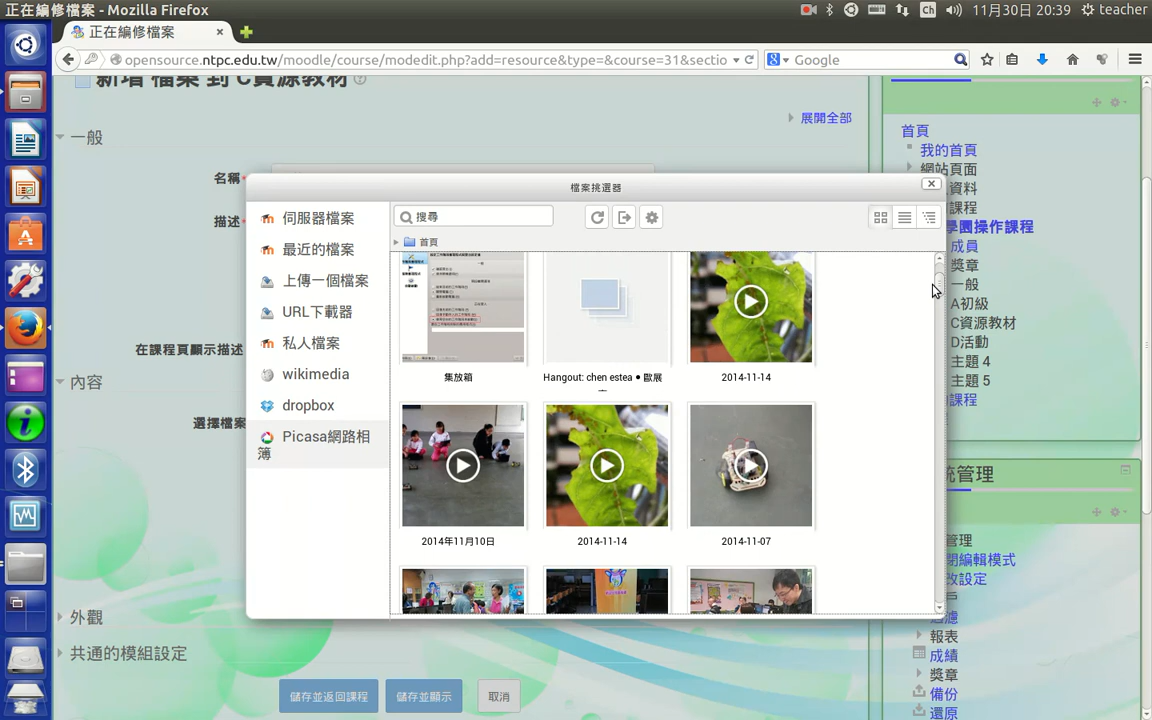 正在編修檔案 - Mozilla Firefox
Ch
11月30日 20:39
teacher
正在編修檔案
opensource.ntpc.edu.tw/moodle/course/modedit.php?add=resource&type=&course=31&sectio
Google
新增 檔案 到 C資源教材
展開全部
一般
名稱*
描述*
在課程頁顯示描述
內容
選擇檔案
外觀
共通的模組設定
儲存並返回課程
儲存並顯示
取消
檔案挑選器
伺服器檔案
最近的檔案
上傳一個檔案
URL下載器
私人檔案
wikimedia
dropbox
Picasa網路相
簿
搜尋
首頁
集放箱
Hangout: chen estea • 歐展
2014-11-14
2014年11月10日
2014-11-14
2014-11-07
首頁
我的首頁
網站頁面
資料
課程
學園操作課程
成員
獎章
一般
A初級
C資源教材
D活動
主題 4
主題 5
課程
統管理
管理
閉編輯模式
改設定
戶
過濾
報表
成績
獎章
備份
還原